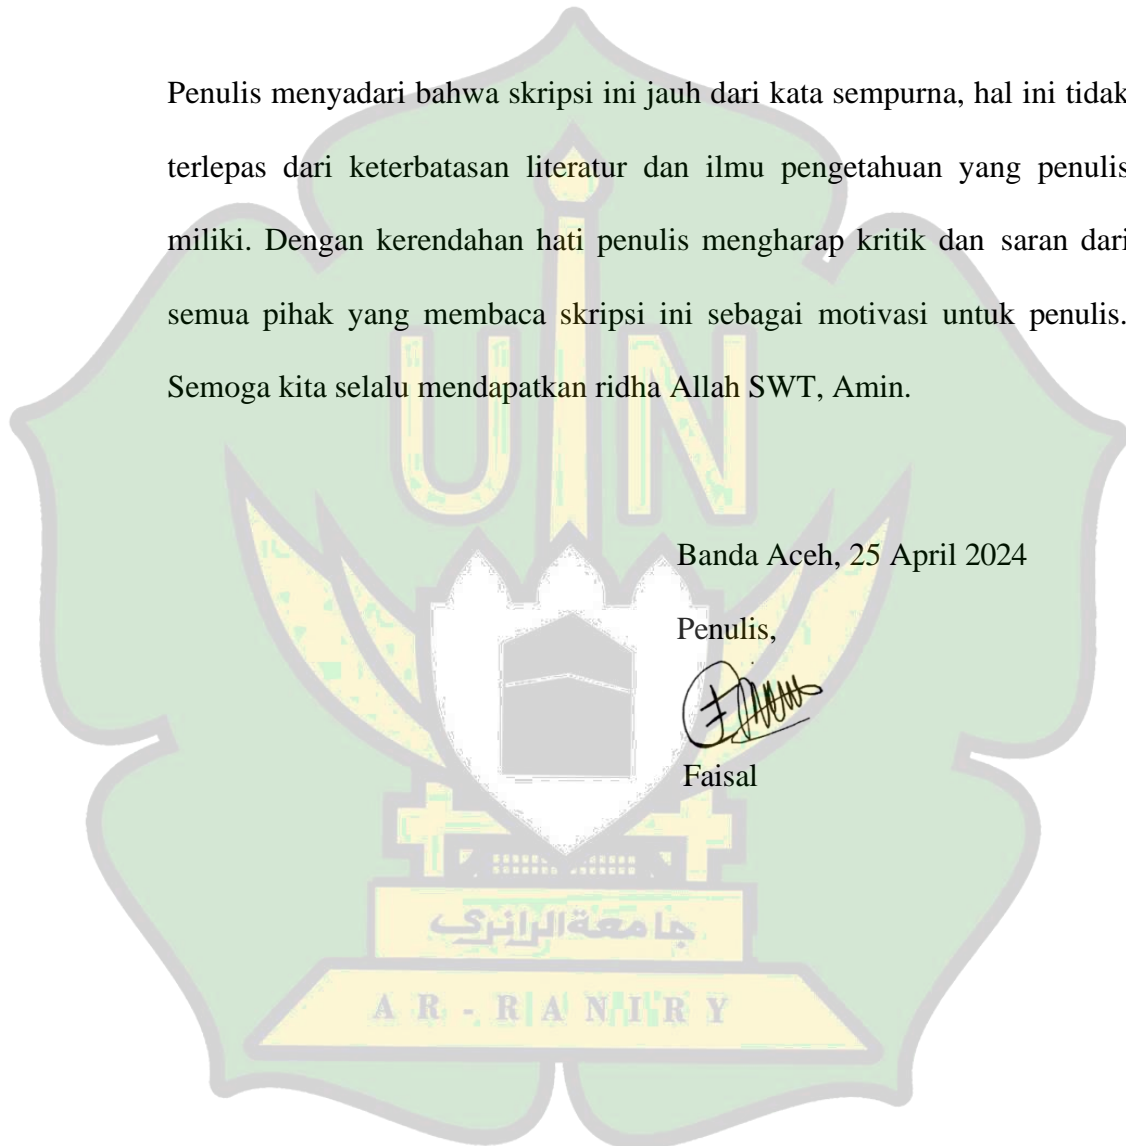 Penulis menyadari bahwa skripsi ini jauh dari kata sempurna, hal ini tidak
terlepas dari keterbatasan literatur dan ilmu pengetahuan yang penulis
miliki. Dengan kerendahan hati penulis mengharap kritik dan saran dari
semua pihak yang membaca skripsi ini sebagai motivasi untuk penulis.
Semoga kita selalu mendapatkan ridha Allah SWT, Amin.
UIN
Banda Aceh, 25 April 2024
Penulis,
Faisal
جامعة الرانري
AR-RANIRY